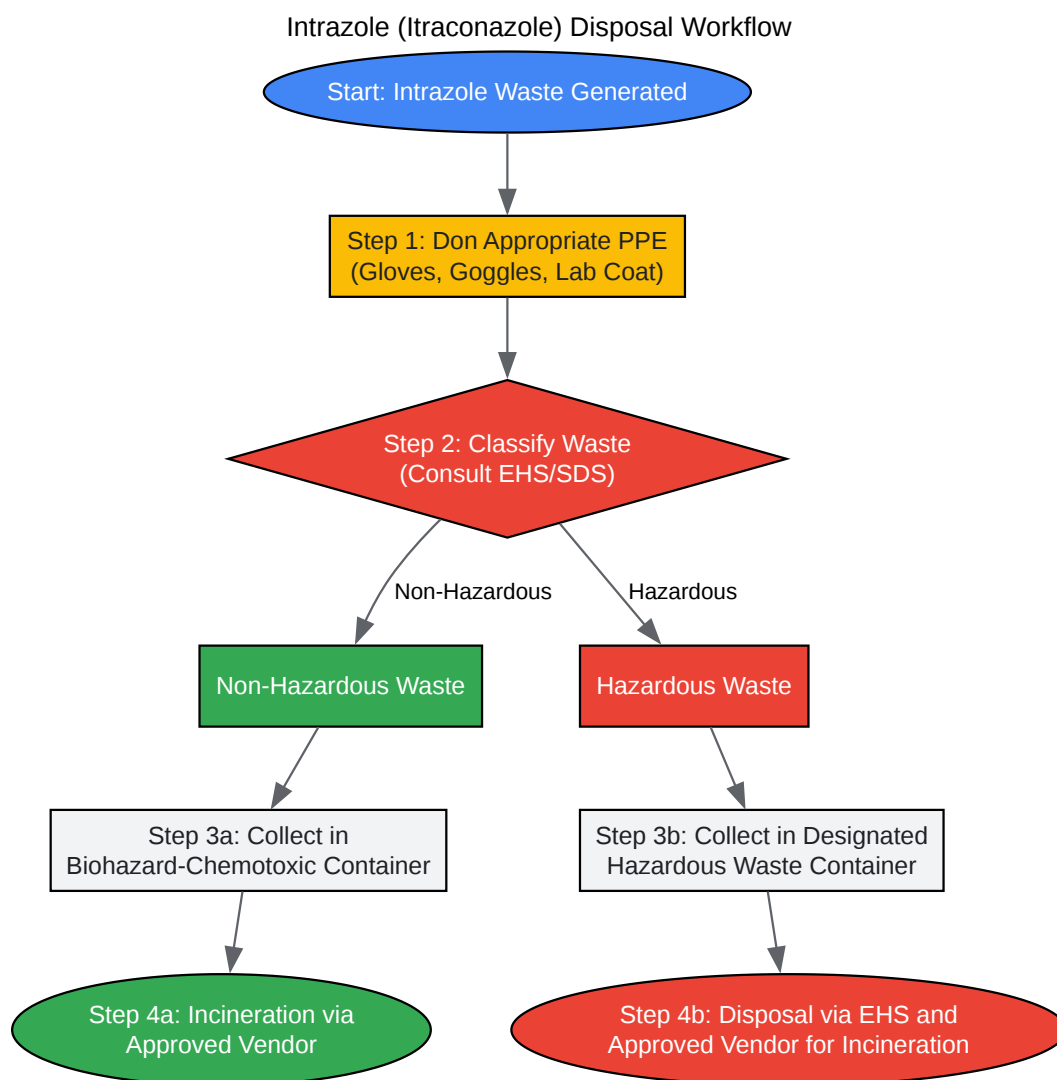 Intrazole (Itraconazole) Disposal Workflow
Start: Intrazole Waste Generated
Step 1: Don Appropriate PPE
(Gloves, Goggles, Lab Coat)
Step 2: Classify Waste
(Consult EHS/SDS)
Non-Hazardous
Hazardous
Non-Hazardous Waste
Hazardous Waste
Step 3a: Collect in
Biohazard-Chemotoxic Container
Step 3b: Collect in Designated
Hazardous Waste Container
Step 4a: Incineration via
Approved Vendor
Step 4b: Disposal via EHS and
Approved Vendor for Incineration